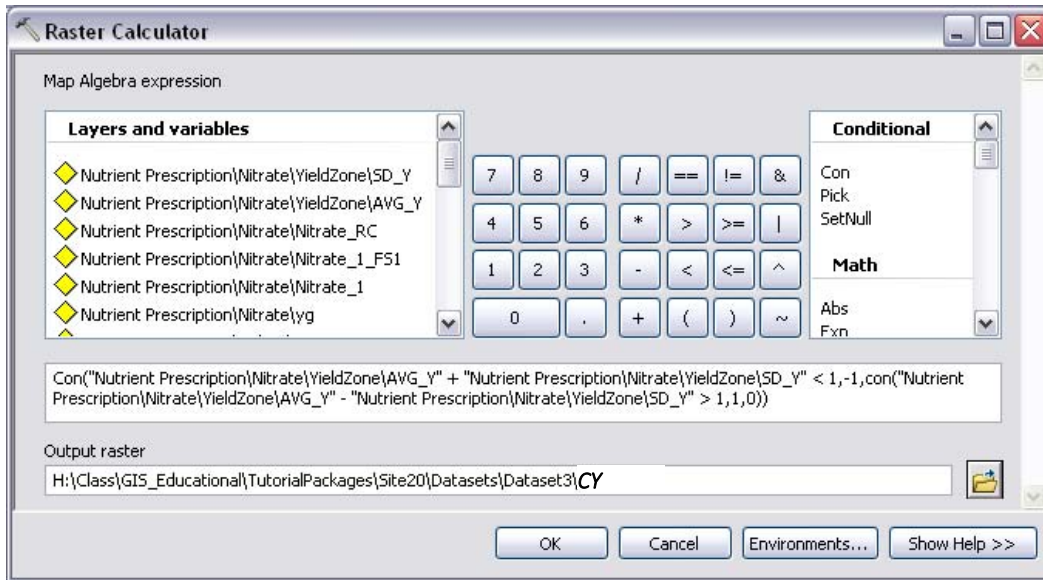 Raster Calculator
Map Algebra expression
Layers and variables
Nutrient Prescription\Nitrate\YieldZone\SD_Y
Nutrient Prescription\Nitrate\YieldZone\AVG_Y
Nutrient Prescription\Nitrate\Nitrate_RC
Nutrient Prescription\Nitrate\Nitrate_1_FS1
Nutrient Prescription\Nitrate\Nitrate_1
Nutrient Prescription\Nitrate\yg
7 8 9 / == != &
4 5 6 * > >= |
1 2 3 - < <= ^
0 . + ( ) ~
Conditional
Con
Pick
SetNull
Math
Abs
Exp
Con("Nutrient Prescription\Nitrate\YieldZone\AVG_Y" + "Nutrient Prescription\Nitrate\YieldZone\SD_Y" < 1,-1,con("Nutrient
Prescription\Nitrate\YieldZone\AVG_Y" - "Nutrient Prescription\Nitrate\YieldZone\SD_Y" > 1,1,0))
Output raster
H:\Class\GIS_Educational\TutorialPackages\Site20\Datasets\Dataset3\CY
OK Cancel Environments... Show Help >>